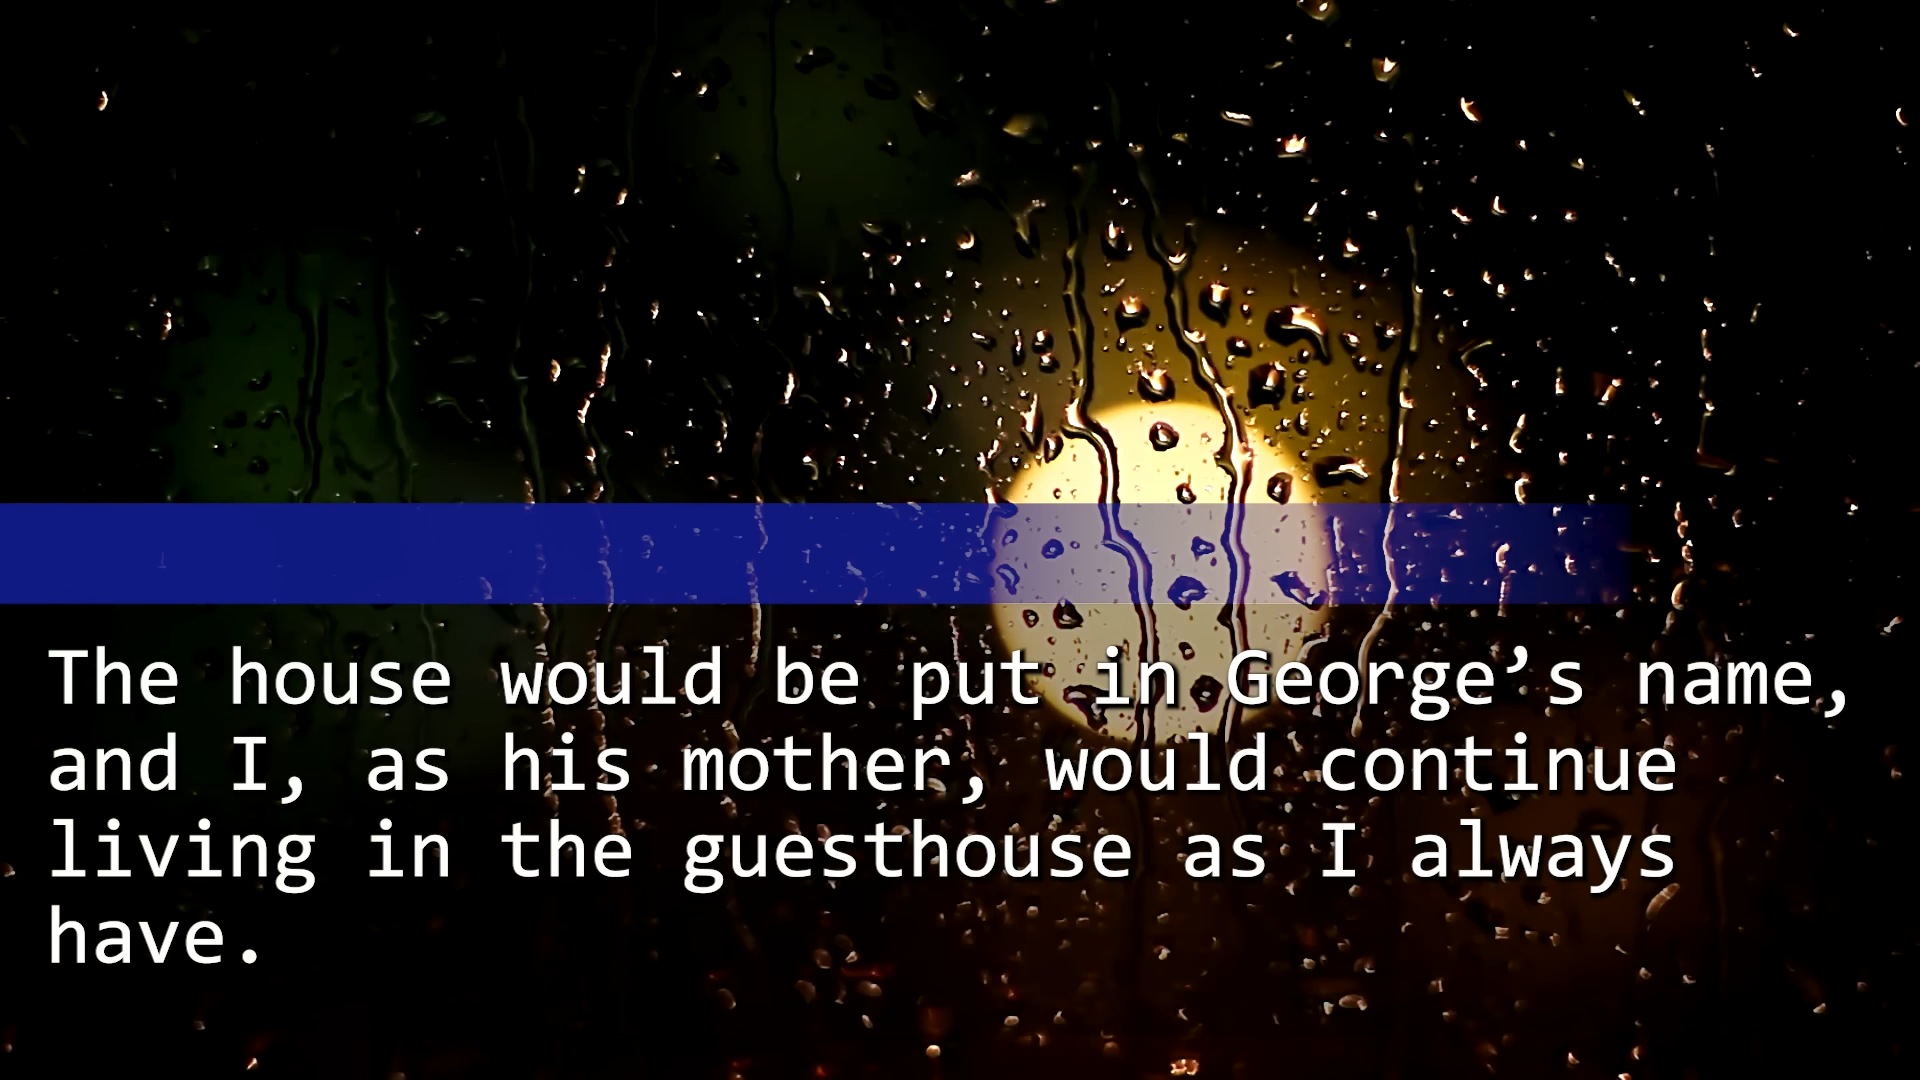 The house would be put in George’s name,
and I, as his mother, would continue
living in the guesthouse as I always
have.